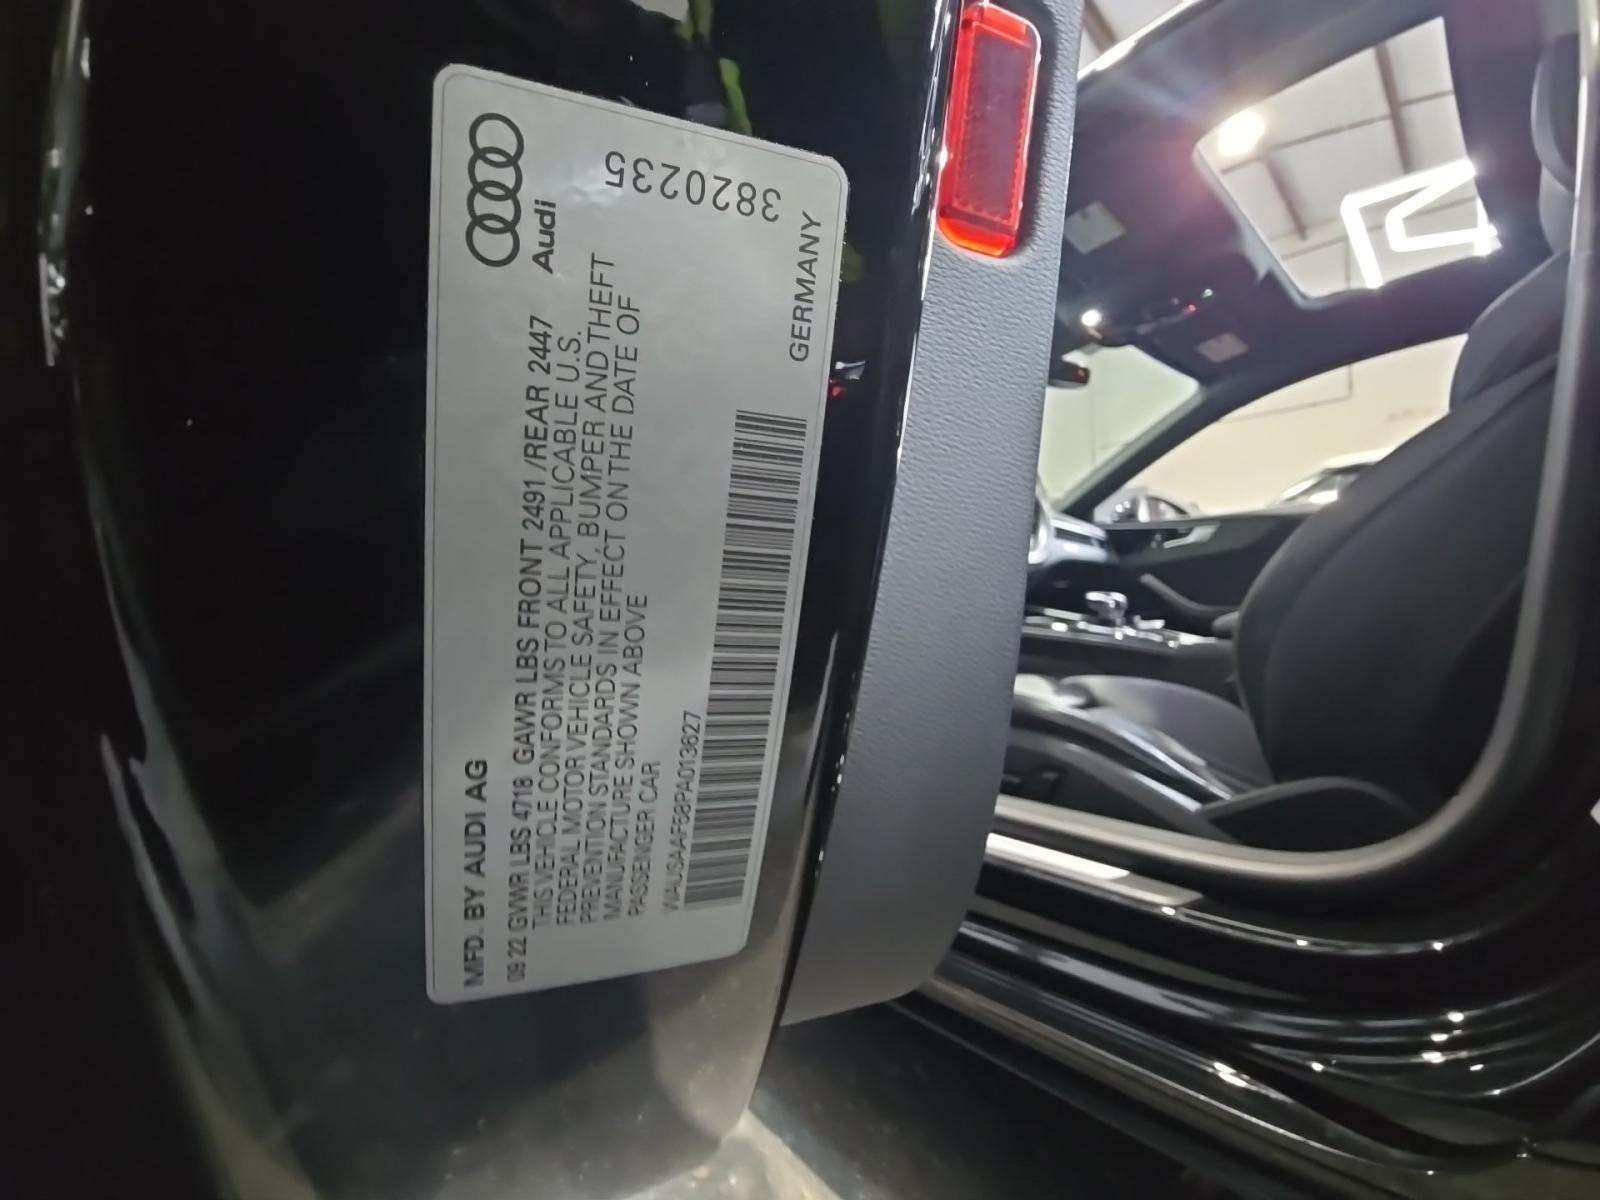 MFD. BY AUDI AG
Audi
09 22 GVWR LBS 4718 GAWR LBS FRONT 2491 /REAR 2447
THIS VEHICLE CONFORMS TO ALL APPLICABLE U.S.
FEDERAL MOTOR VEHICLE SAFETY, BUMPER AND THEFT
PREVENTION STANDARDS IN EFFECT ON THE DATE OF
MANUFACTURE SHOWN ABOVE
PASSENGER CAR
3820235
GERMANY